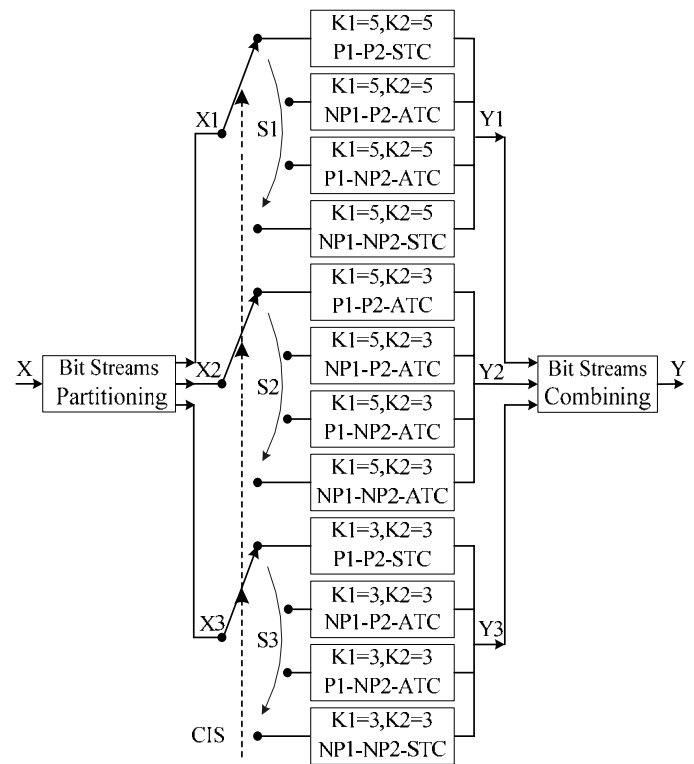 K1=5,K2=5
P1-P2-STC
K1=5,K2=5
NP1-P2-ATC
X1
S1
Y1
K1=5,K2=5
P1-NP2-ATC
K1=5,K2=5
NP1-NP2-STC
K1=5,K2=3
P1-P2-ATC
X
Bit Streams
Partitioning
X2
S2
K1=5,K2=3
NP1-P2-ATC
Y2
Bit Streams
Combining
Y
K1=5,K2=3
P1-NP2-ATC
K1=5,K2=3
NP1-NP2-ATC
K1=3,K2=3
P1-P2-STC
X3
S3
K1=3,K2=3
NP1-P2-ATC
Y3
K1=3,K2=3
P1-NP2-ATC
CIS
K1=3,K2=3
NP1-NP2-STC